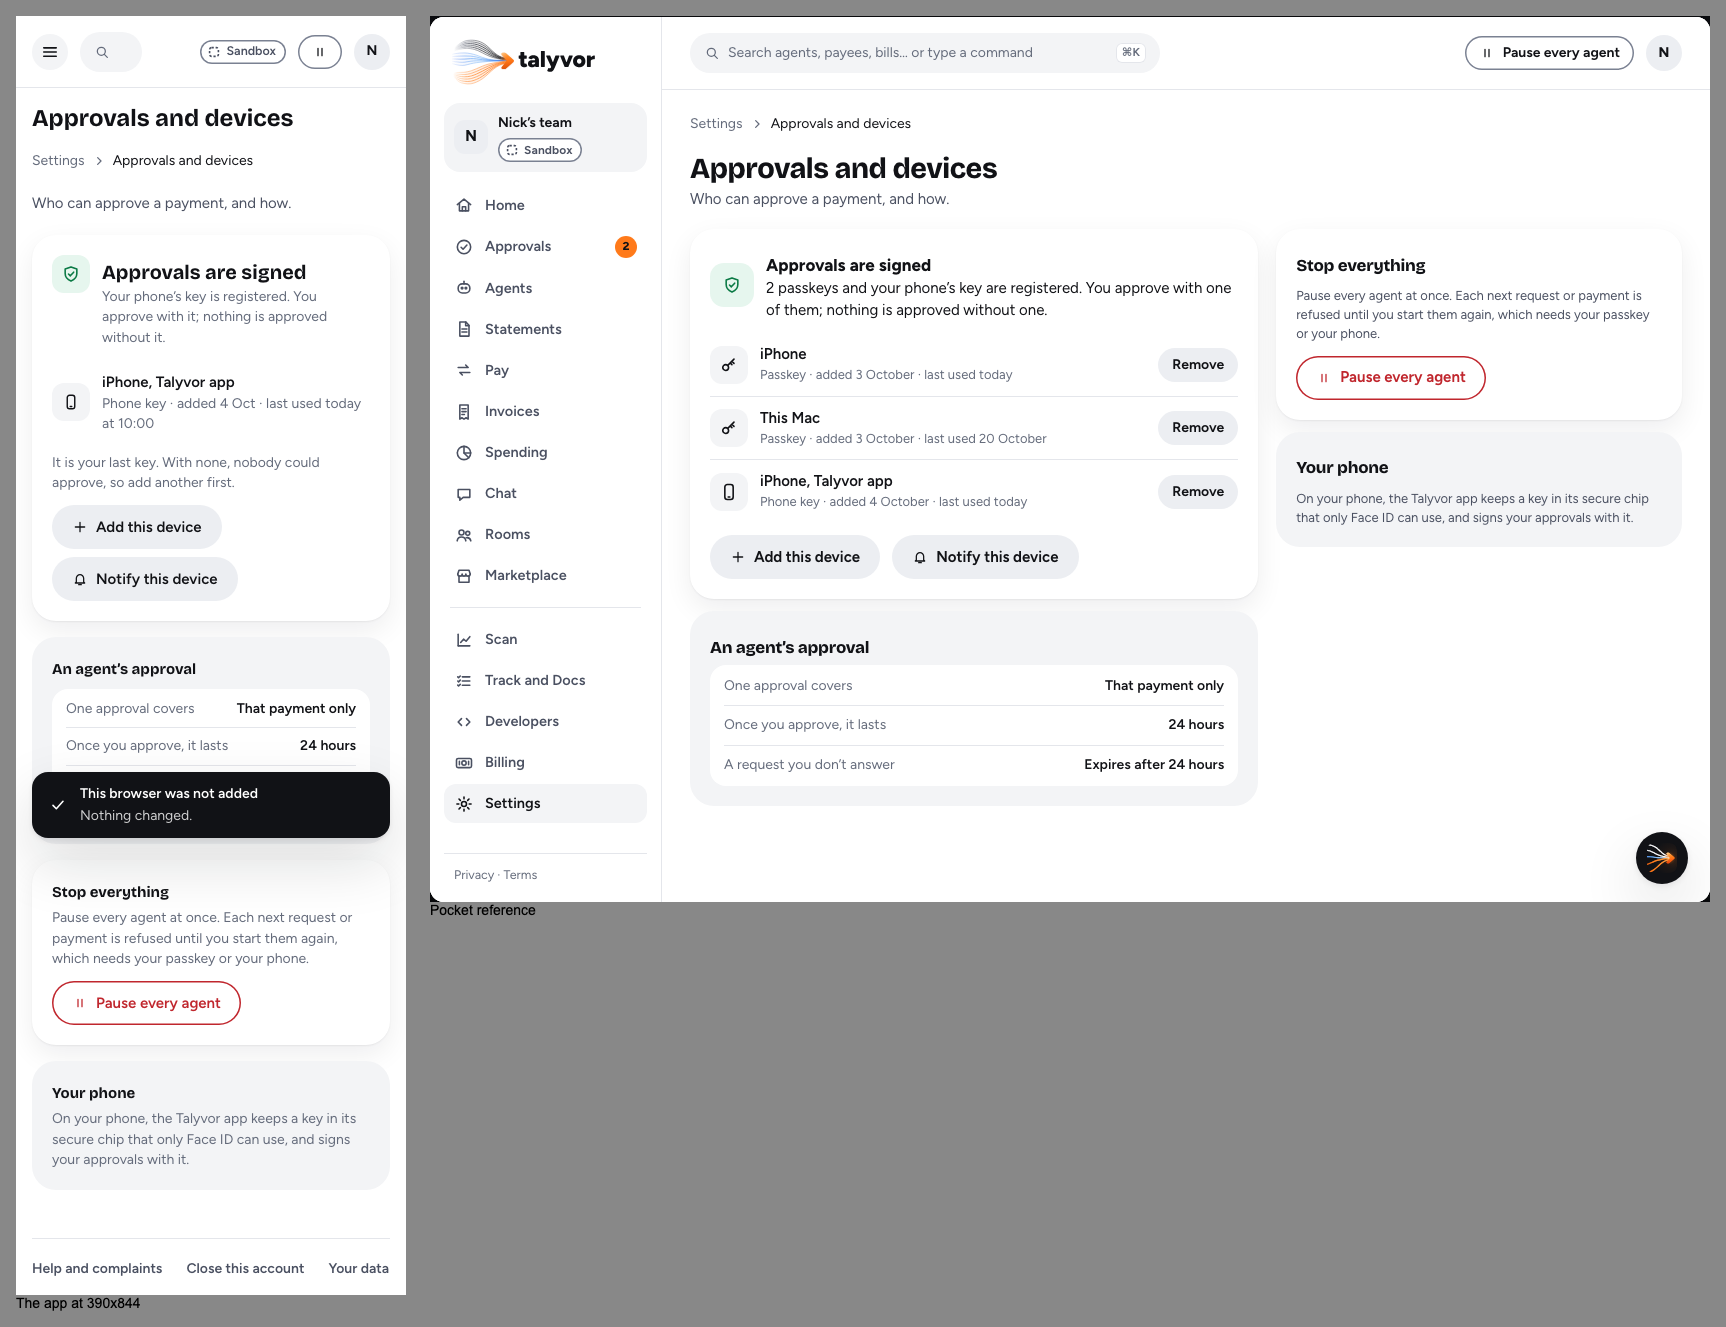 Sandbox
N
Approvals and devices
Settings > Approvals and devices
Who can approve a payment, and how.
Approvals are signed
Your phone’s key is registered. You
approve with it; nothing is approved
without it.
iPhone, Talyvor app
Phone key · added 4 Oct · last used today
at 10:00
It is your last key. With none, nobody could
approve, so add another first.
Add this device
Notify this device
An agent’s approval
One approval covers That payment only
Once you approve, it lasts 24 hours
This browser was not added
Nothing changed.
Stop everything
Pause every agent at once. Each next request or
payment is refused until you start them again,
which needs your passkey or your phone.
Pause every agent
Your phone
On your phone, the Talyvor app keeps a key in its
secure chip that only Face ID can use, and signs
your approvals with it.
Help and complaints Close this account Your data
The app at 390x844
talyvor
N
Nick’s team
Sandbox
Home
Approvals 2
Agents
Statements
Pay
Invoices
Spending
Chat
Rooms
Marketplace
Scan
Track and Docs
Developers
Billing
Settings
Privacy · Terms
Search agents, payees, bills... or type a command ⌘K
Pause every agent
N
Settings > Approvals and devices
Approvals and devices
Who can approve a payment, and how.
Approvals are signed
2 passkeys and your phone’s key are registered. You approve with one
of them; nothing is approved without one.
iPhone
Passkey · added 3 October · last used today
Remove
This Mac
Passkey · added 3 October · last used 20 October
Remove
iPhone, Talyvor app
Phone key · added 4 October · last used today
Remove
Add this device
Notify this device
An agent’s approval
One approval covers That payment only
Once you approve, it lasts 24 hours
A request you don’t answer Expires after 24 hours
Stop everything
Pause every agent at once. Each next request or payment is
refused until you start them again, which needs your passkey
or your phone.
Pause every agent
Your phone
On your phone, the Talyvor app keeps a key in its secure chip
that only Face ID can use, and signs your approvals with it.
Pocket reference